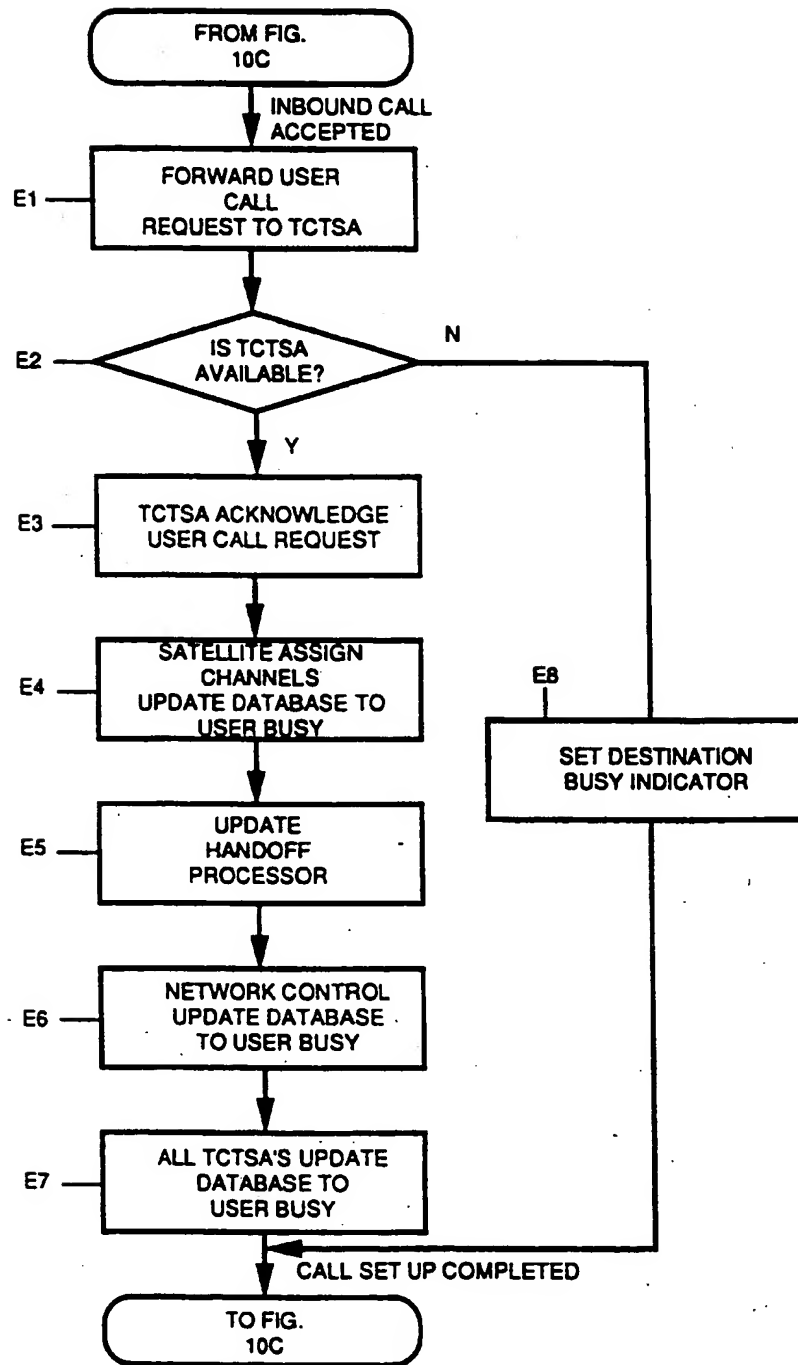 FROM FIG.
10C
INBOUND CALL
ACCEPTED
E1
FORWARD USER
CALL
REQUEST TO TCTSA
E2
IS TCTSA
AVAILABLE?
N
Y
E3
TCTSA ACKNOWLEDGE
USER CALL REQUEST
E4
SATELLITE ASSIGN
CHANNELS
UPDATE DATABASE TO
USER BUSY
E8
SET DESTINATION
BUSY INDICATOR
E5
UPDATE
HANDOFF
PROCESSOR
E6
NETWORK CONTROL
UPDATE DATABASE
TO USER BUSY
E7
ALL TCTSA'S UPDATE
DATABASE TO
USER BUSY
CALL SET UP COMPLETED
TO FIG.
10C